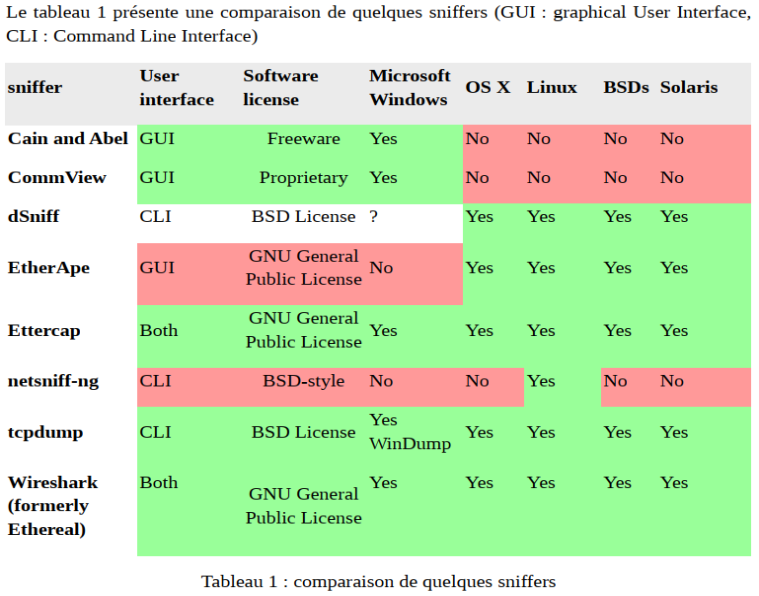 Le tableau 1 présente une comparaison de quelques sniffers (GUI : graphical User Interface,
CLI : Command Line Interface)
sniffer User interface Software license Microsoft Windows OS X Linux BSDs Solaris
Cain and Abel GUI Freeware Yes No No No No
CommView GUI Proprietary Yes No No No No
dSniff CLI BSD License ? Yes Yes Yes Yes
EtherApe GUI GNU General Public License No Yes Yes Yes Yes
Ettercap Both GNU General Public License Yes Yes Yes Yes Yes
netsniff-ng CLI BSD-style No No Yes No No
tcpdump CLI BSD License Yes WinDump Yes Yes Yes Yes
Wireshark (formerly Ethereal) Both GNU General Public License Yes Yes Yes Yes Yes
Tableau 1 : comparaison de quelques sniffers